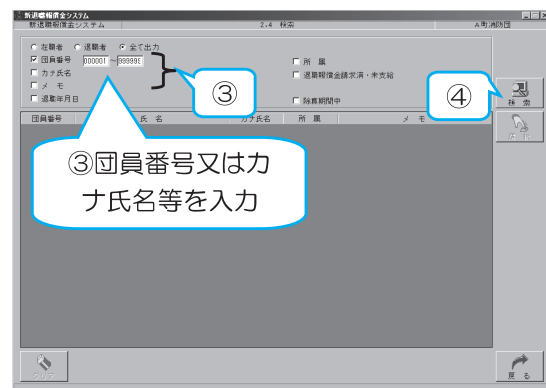 新退職報償金システム
新退職報償金システム 2.4 検索 A町消防団
在職者 退職者 全て出力
団員番号 000001 ~ 999999 所 属
カナ氏名 退職報償金請求済・未支給
メ モ
退職年月日 除算期間中
③
④
検 索
団員番号 氏 名 カナ氏名 所 属 メ モ
③団員番号又はカ
ナ氏名等を入力
クリア
戻 る